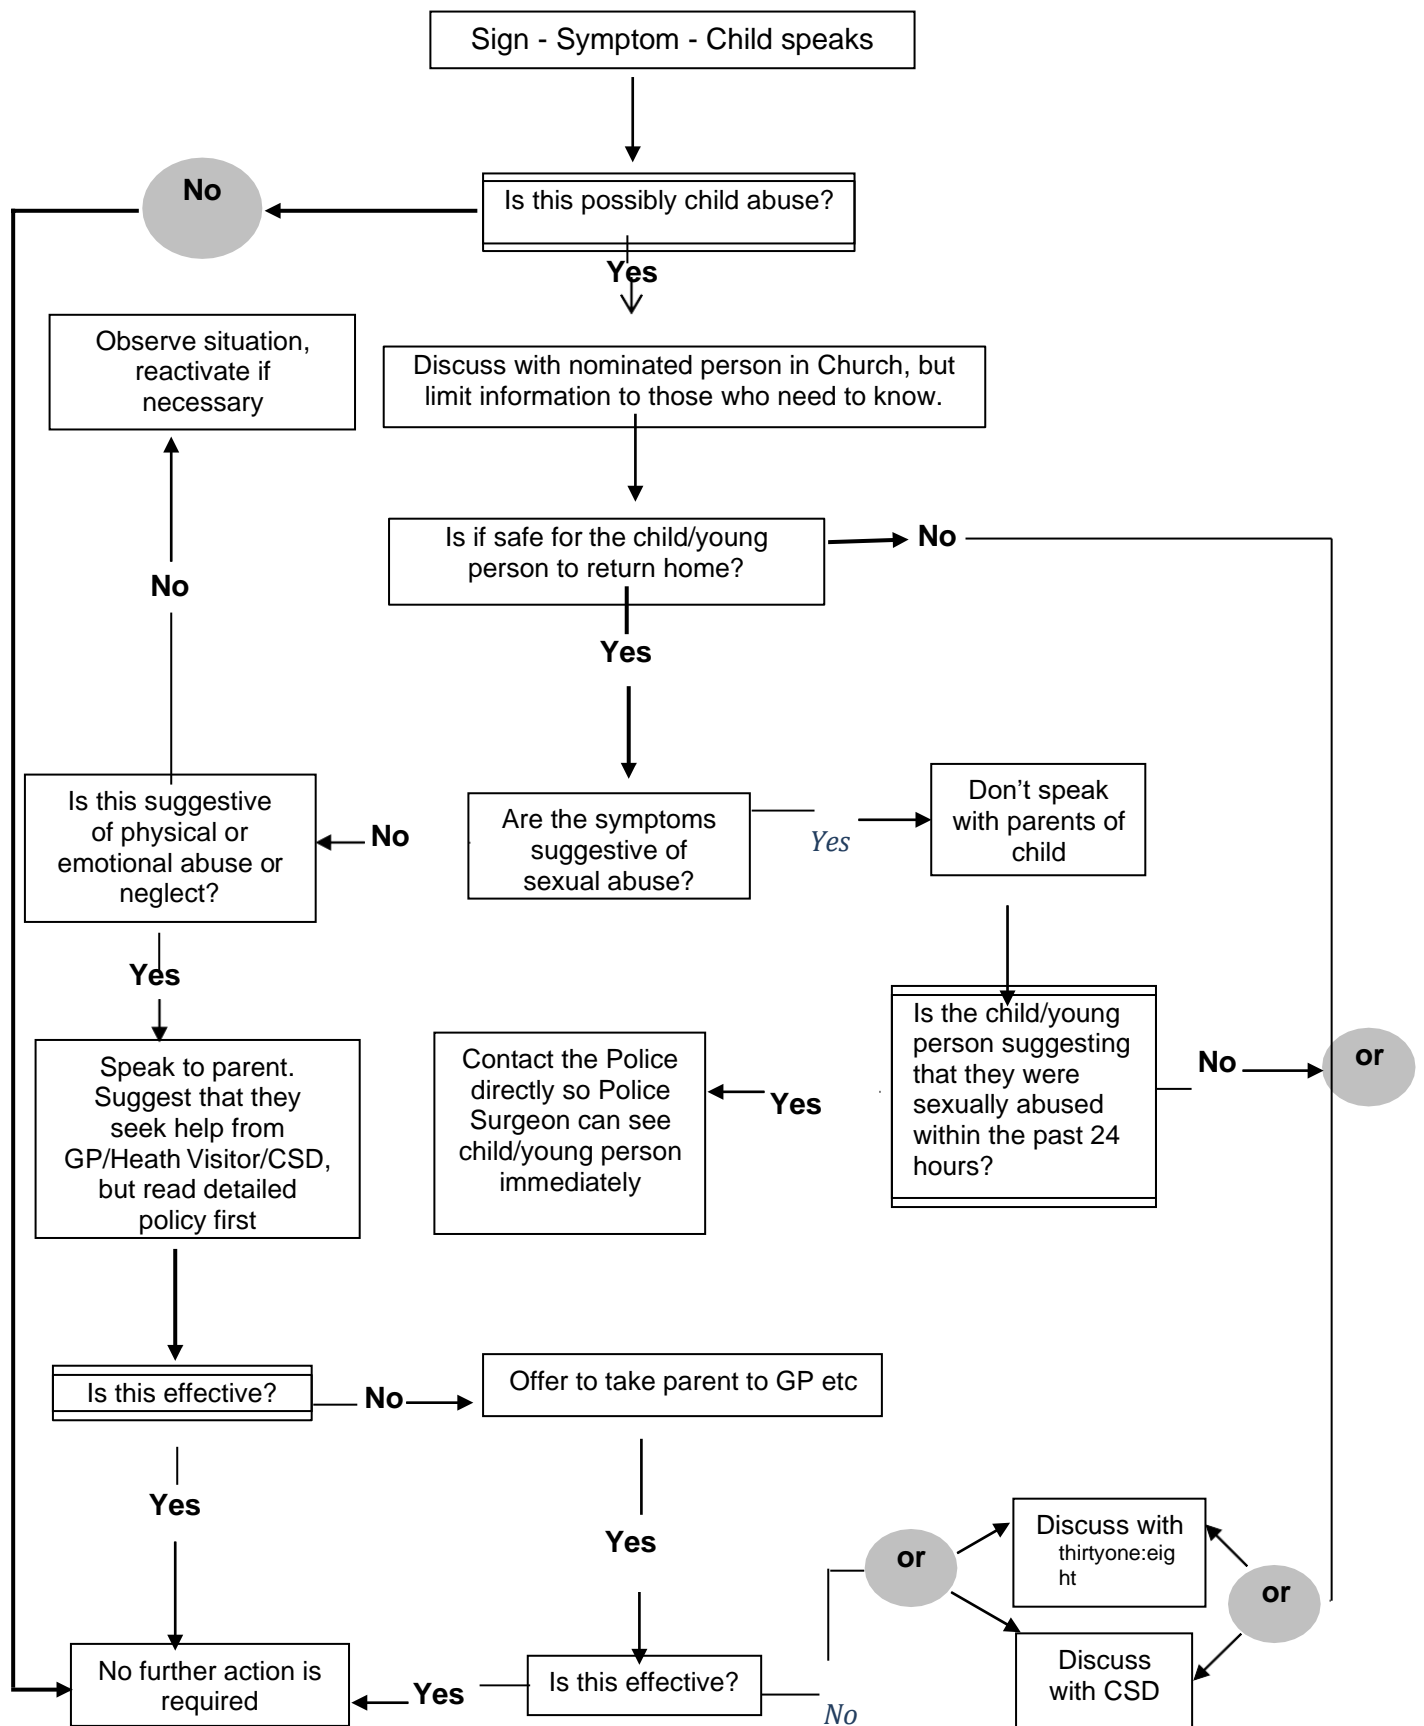 Sign - Symptom - Child speaks
No
Is this possibly child abuse?
Yes
Observe situation,
reactivate if
necessary
Discuss with nominated person in Church, but
limit information to those who need to know.
Is if safe for the child/young
person to return home?
No
No
Yes
Is this suggestive
of physical or
emotional abuse or
neglect?
No
Are the symptoms
suggestive of
sexual abuse?
Yes
Don’t speak
with parents of
child
Yes
Speak to parent.
Suggest that they
seek help from
GP/Heath Visitor/CSD,
but read detailed
policy first
Contact the Police
directly so Police
Surgeon can see
child/young person
immediately
Yes
Is the child/young
person suggesting
that they were
sexually abused
within the past 24
hours?
No
or
Is this effective?
No
Offer to take parent to GP etc
Yes
Yes
or
Discuss with
thirtyone:eig
ht
or
No further action is
required
Yes
Is this effective?
No
Discuss
with CSD